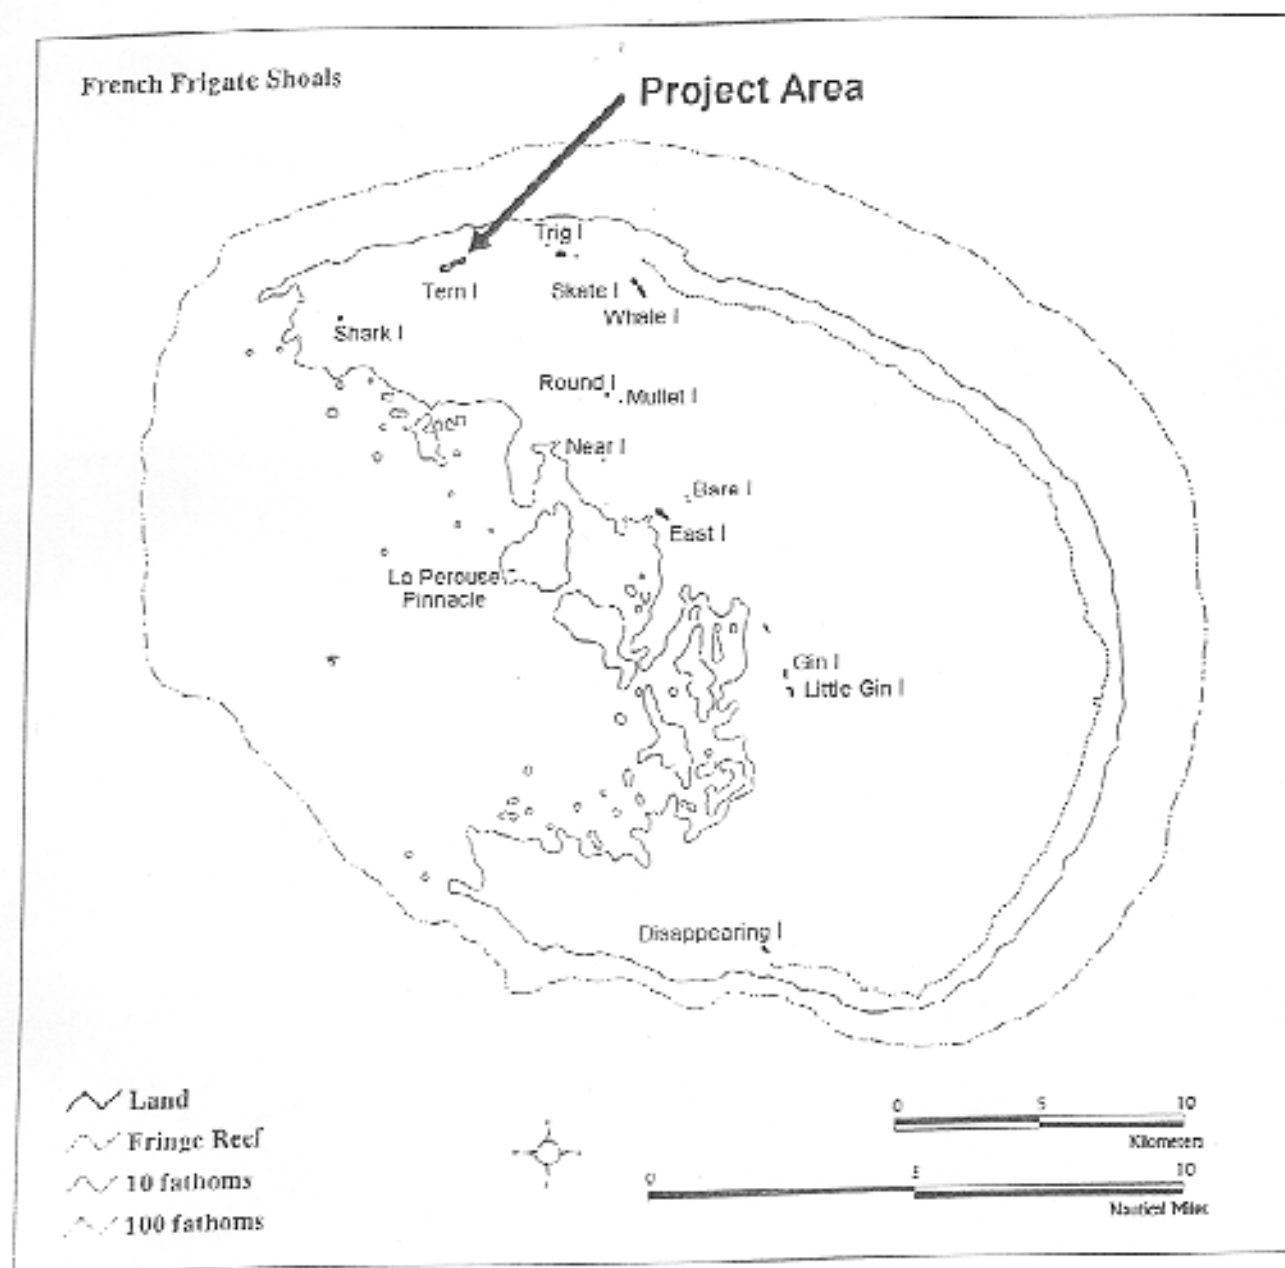 French Frigate Shoals
Project Area
Trig I
Tern I
Skate I
Whale I
Shark I
Round I
Mullet I
Near I
Bare I
East I
La Perouse
Pinnacle
Gin I
Little Gin I
Disappearing I
Land
Fringe Reef
10 fathoms
100 fathoms
0 5 10
Kilometers
0 5 10
Nautical Miles